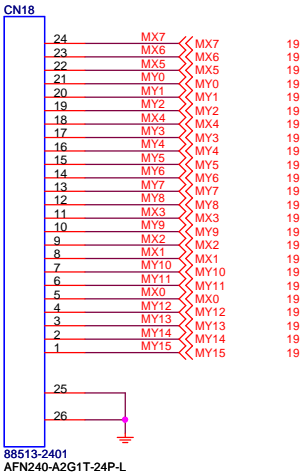 CN18
24 MX7 MX7 19
23 MX6 MX6 19
22 MX5 MX5 19
21 MY0 MY0 19
20 MY1 MY1 19
19 MY2 MY2 19
18 MX4 MX4 19
17 MY3 MY3 19
16 MY4 MY4 19
15 MY5 MY5 19
14 MY6 MY6 19
13 MY7 MY7 19
12 MY8 MY8 19
11 MX3 MX3 19
10 MY9 MY9 19
9 MX2 MX2 19
8 MX1 MX1 19
7 MY10 MY10 19
6 MY11 MY11 19
5 MX0 MX0 19
4 MY12 MY12 19
3 MY13 MY13 19
2 MY14 MY14 19
1 MY15 MY15 19
25
26
88513-2401
AFN240-A2G1T-24P-L